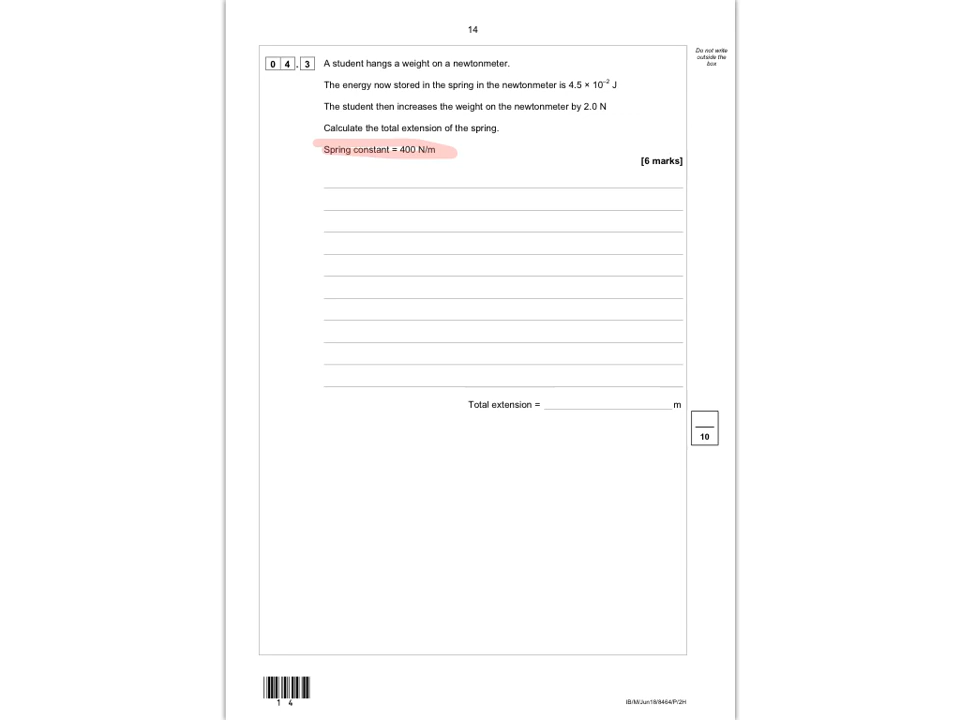 14
Do not write
outside the
box
0 4 . 3 A student hangs a weight on a newtonmeter.
The energy now stored in the spring in the newtonmeter is 4.5 × 10⁻² J
The student then increases the weight on the newtonmeter by 2.0 N
Calculate the total extension of the spring.
Spring constant = 400 N/m
[6 marks]
Total extension = ____________ m
10
1 4
IB/M/Jun18/8464/P/2H